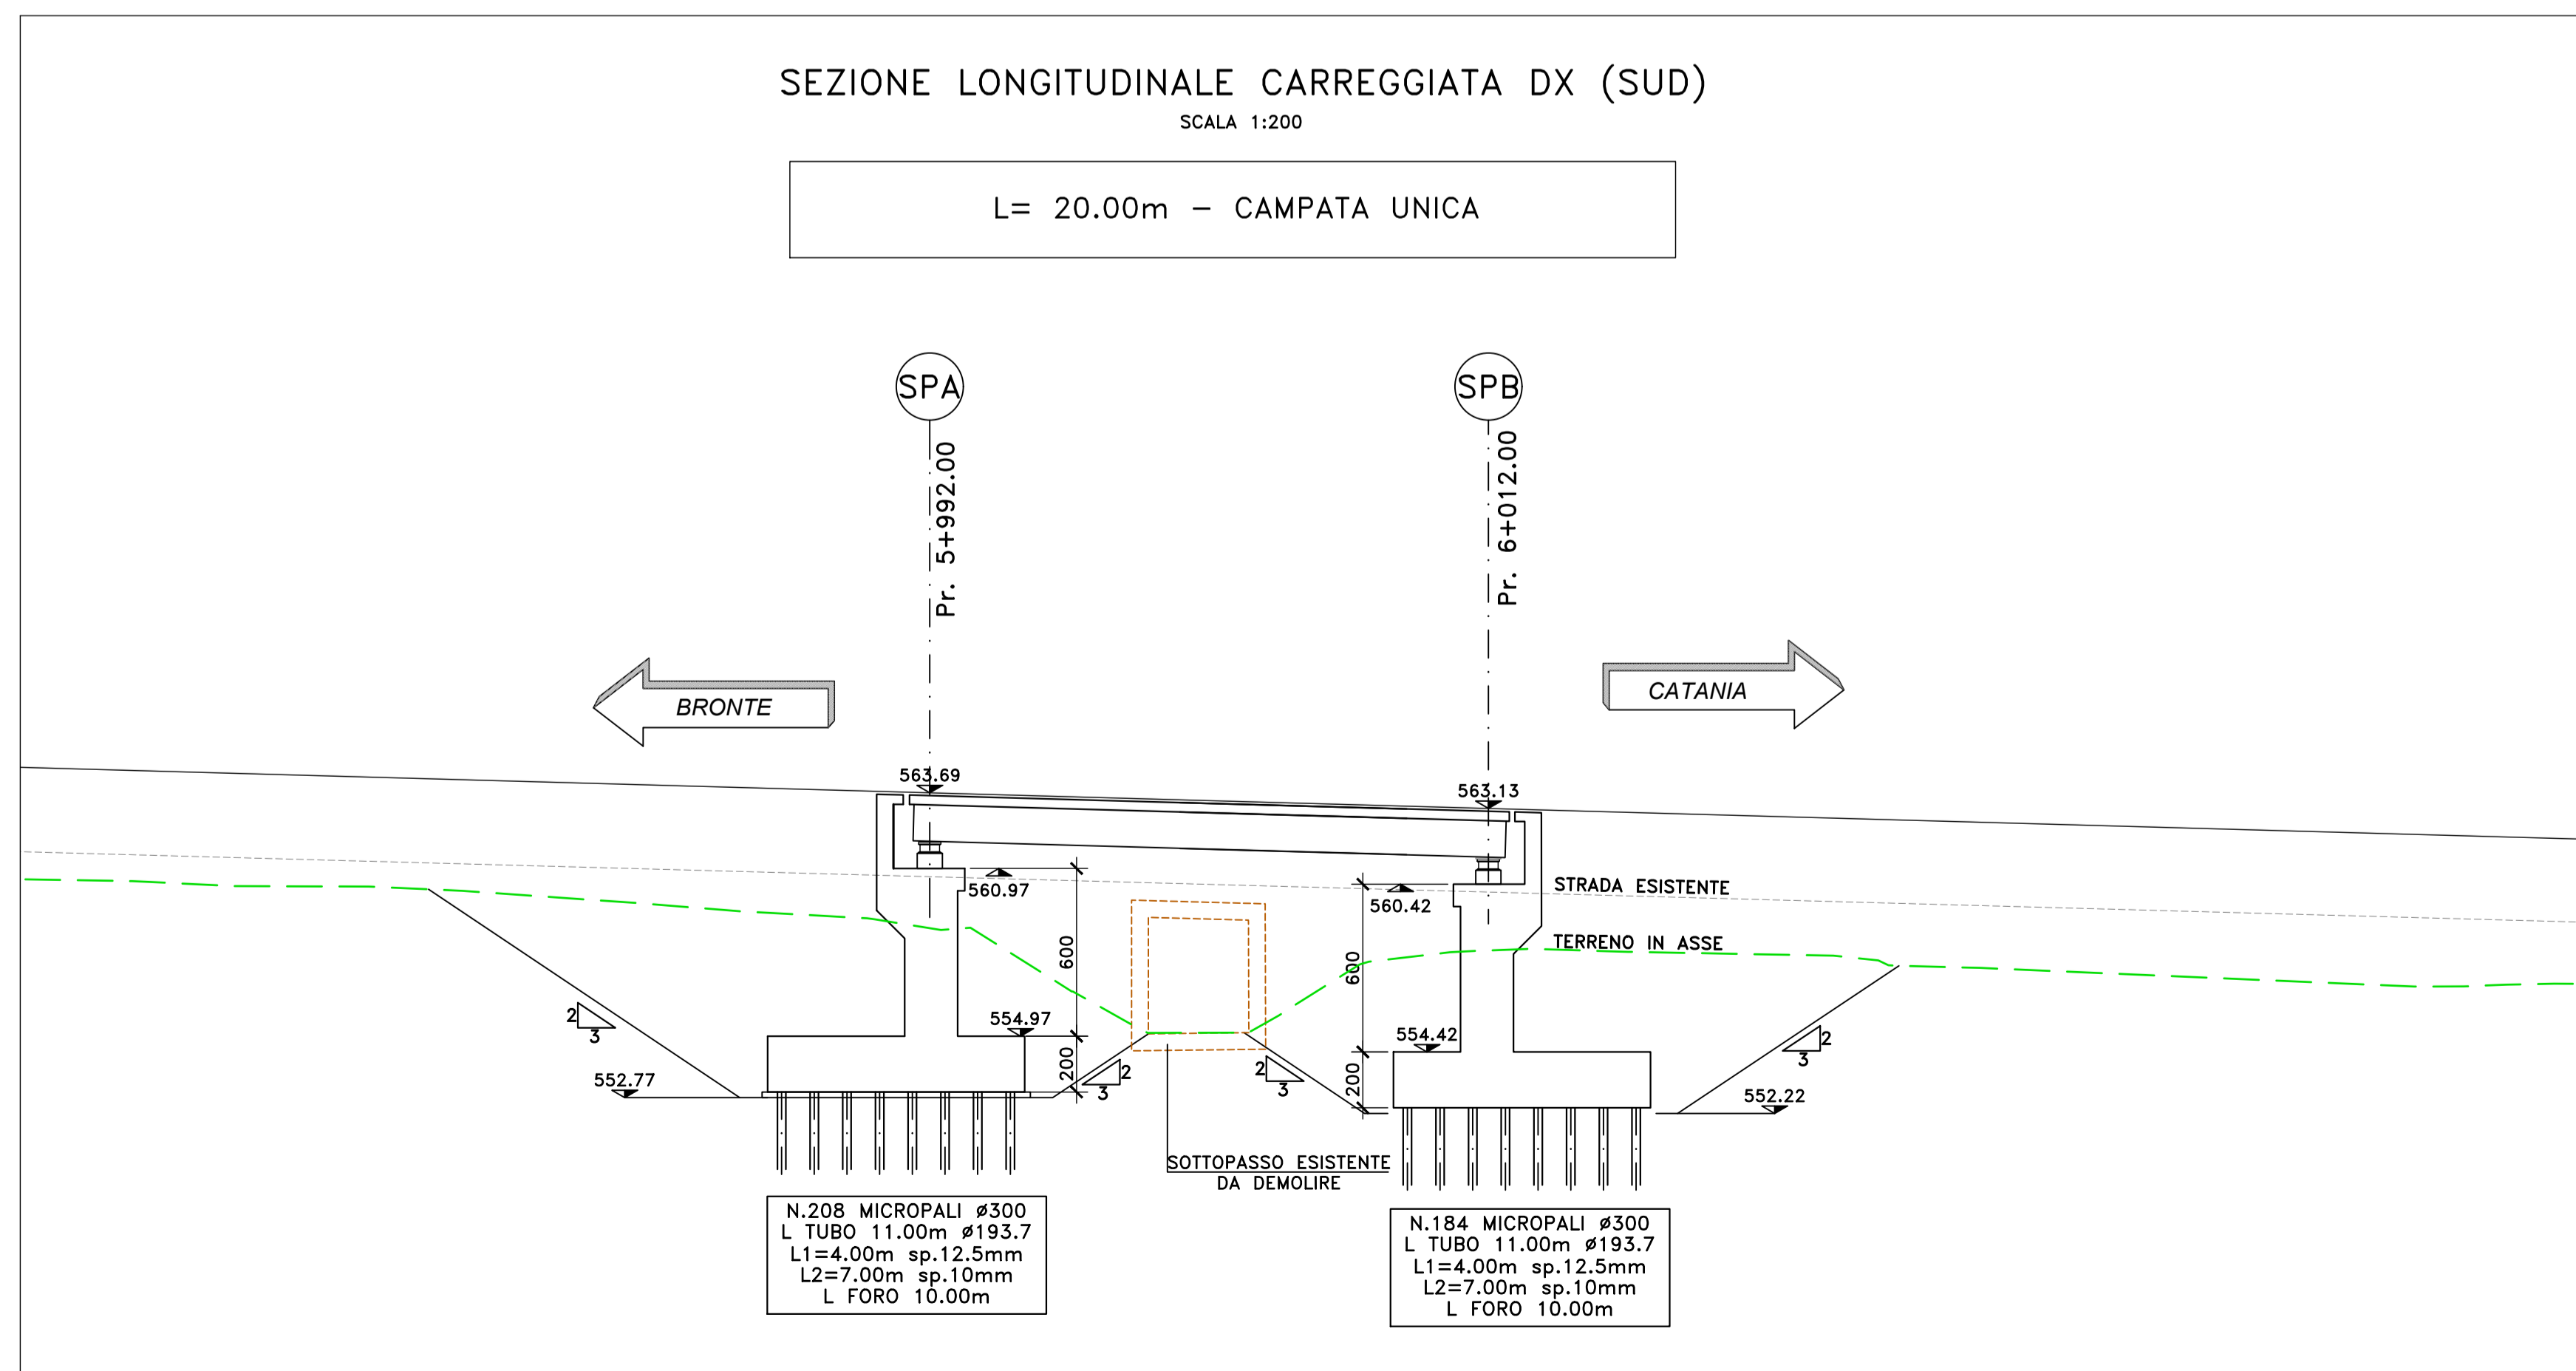 SEZIONE LONGITUDINALE CARREGGIATA DX (SUD)
SCALA 1:200
L= 20.00m - CAMPATA UNICA
SPA
SPB
Pr. 5+992.00
Pr. 6+012.00
BRONTE
CATANIA
563.69
563.13
560.97
560.42
STRADA ESISTENTE
TERRENO IN ASSE
600
600
554.97
554.42
2
3
2
3
200
200
2
3
2
3
552.77
552.22
SOTTOPASSO ESISTENTE
DA DEMOLIRE
N.208 MICROPALI ø300
L TUBO 11.00m ø193.7
L1=4.00m sp.12.5mm
L2=7.00m sp.10mm
L FORO 10.00m
N.184 MICROPALI ø300
L TUBO 11.00m ø193.7
L1=4.00m sp.12.5mm
L2=7.00m sp.10mm
L FORO 10.00m